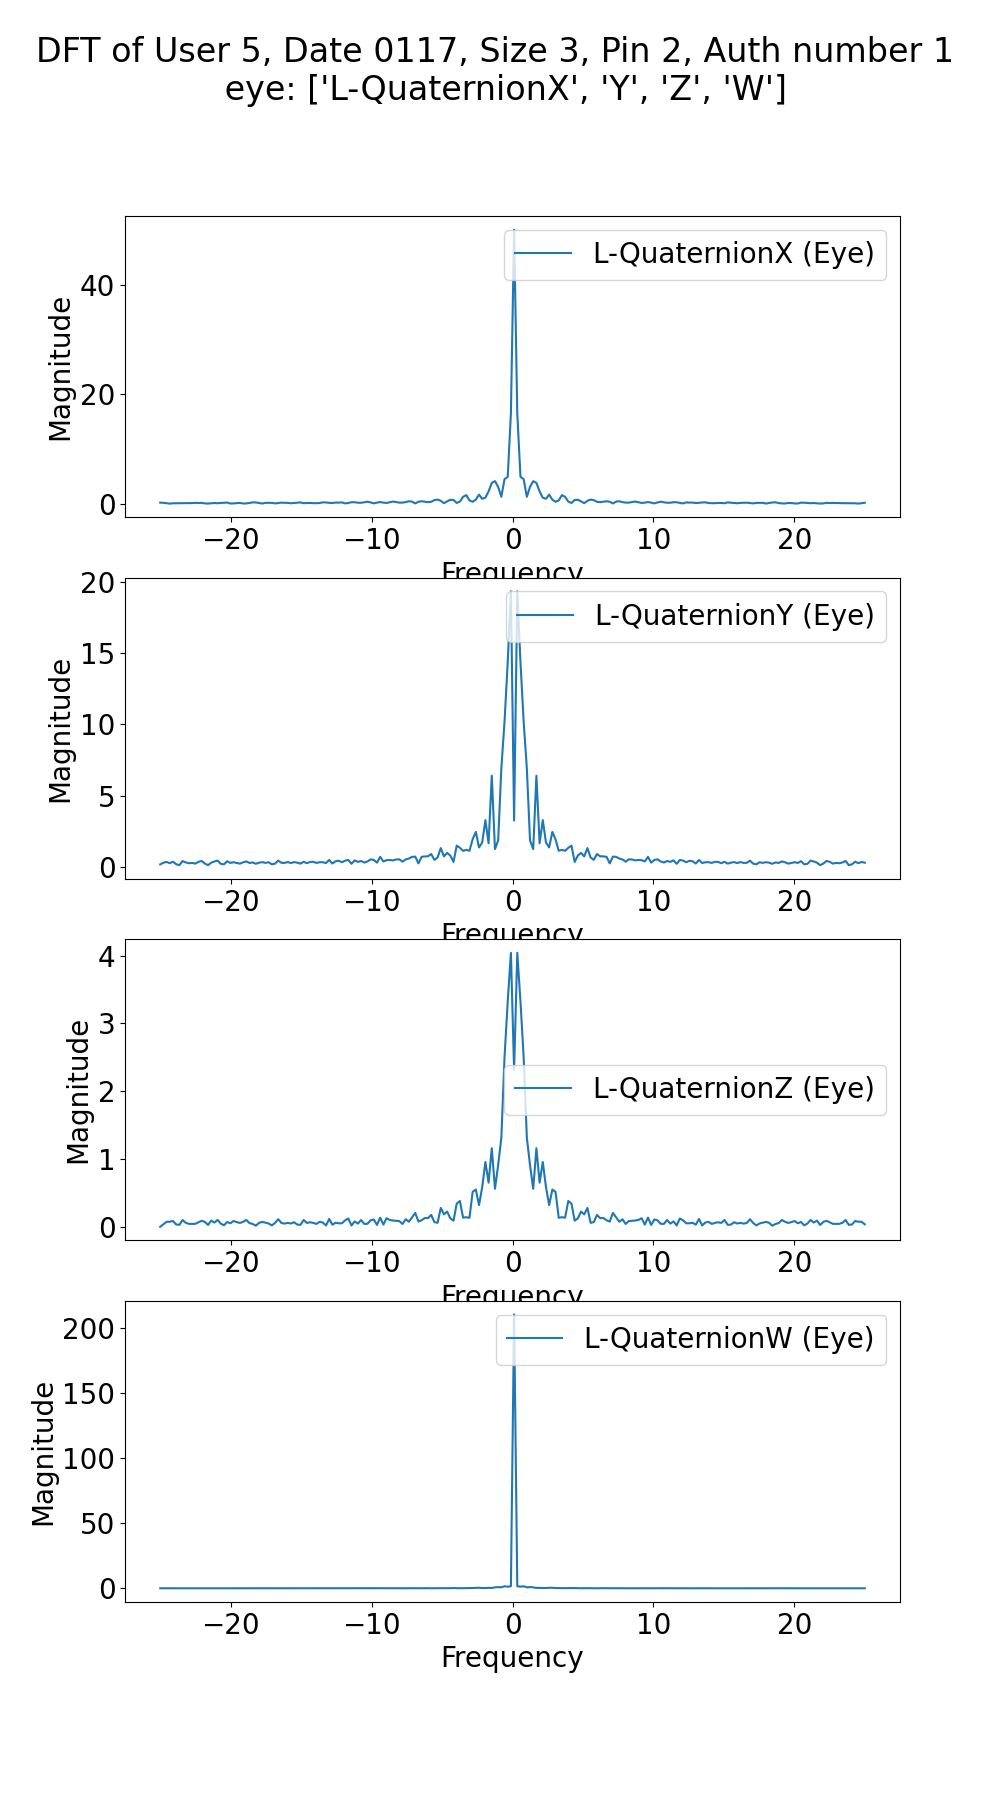 DFT of User 5, Date 0117, Size 3, Pin 2, Auth number 1
eye: ['L-QuaternionX', 'Y', 'Z', 'W']
L-QuaternionX (Eye)
Magnitude
40
20
0
−20 −10 0 10 20
Frequency
L-QuaternionY (Eye)
Magnitude
20
15
10
5
0
−20 −10 0 10 20
Frequency
L-QuaternionZ (Eye)
Magnitude
4
3
2
1
0
−20 −10 0 10 20
Frequency
L-QuaternionW (Eye)
Magnitude
200
150
100
50
0
−20 −10 0 10 20
Frequency